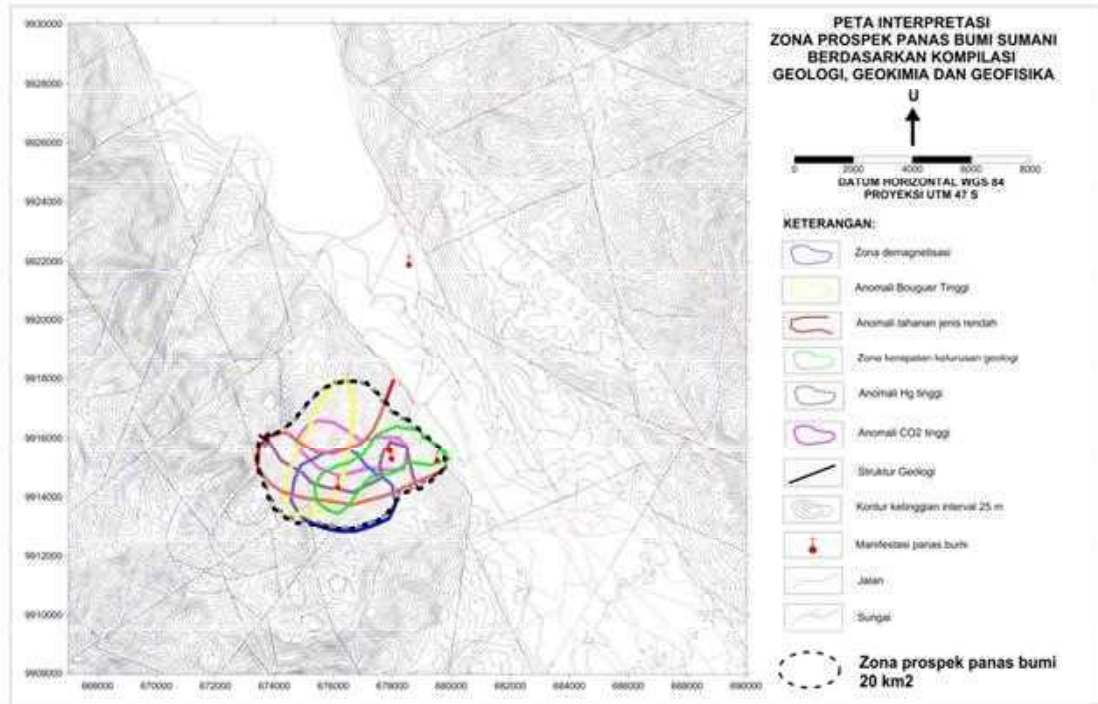 PETA INTERPRETASI
ZONA PROSPEK PANAS BUMI SUMANI
BERDASARKAN KOMPILASI
GEOLOGI, GEOKIMIA DAN GEOFISIKA
U
0 2000 4000 6000 8000
DATUM HORIZONTAL WGS 84
PROYEKSI UTM 47 S
KETERANGAN:
Zona demagnetisasi
Anomali Bouguer Tinggi
Anomali tahanan jenis rendah
Zona kerapatan kelurusan geologi
Anomali Hg tinggi
Anomali CO2 tinggi
Struktur Geologi
Kontur ketinggian interval 25 m
Manifestasi panas bumi
Jalan
Sungai
Zona prospek panas bumi
20 km2
9930000
9928000
9926000
9924000
9922000
9920000
9918000
9916000
9914000
9912000
9910000
9908000
668000 670000 672000 674000 676000 678000 680000 682000 684000 686000 688000 690000